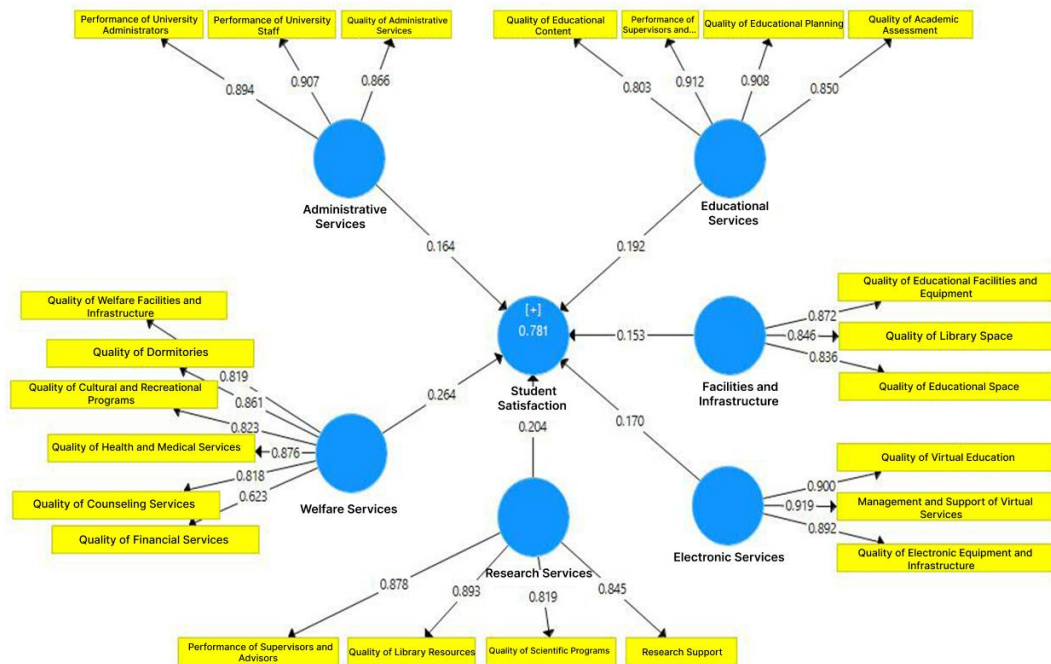 Performance of University
Administrators
Performance of University
Staff
Quality of Administrative
Services
Quality of Educational
Content
Performance of
Supervisors and...
Quality of Educational Planning
Quality of Academic
Assessment
0.894
0.907
0.866
0.803
0.912
0.908
0.850
Administrative
Services
Educational
Services
0.164
0.192
Quality of Welfare Facilities and
Infrastructure
Quality of Dormitories
Quality of Cultural and Recreational
Programs
Quality of Health and Medical Services
Quality of Counseling Services
Quality of Financial Services
0.819
0.861
0.823
0.876
0.818
0.623
Welfare Services
0.264
[+]
0.781
Student
Satisfaction
0.153
Facilities and
Infrastructure
0.872
0.846
0.836
Quality of Educational Facilities and
Equipment
Quality of Library Space
Quality of Educational Space
0.204
0.170
Electronic Services
0.900
0.919
0.892
Quality of Virtual Education
Management and Support of Virtual
Services
Quality of Electronic Equipment and
Infrastructure
Research Services
0.878
0.893
0.819
0.845
Performance of Supervisors and
Advisors
Quality of Library Resources
Quality of Scientific Programs
Research Support